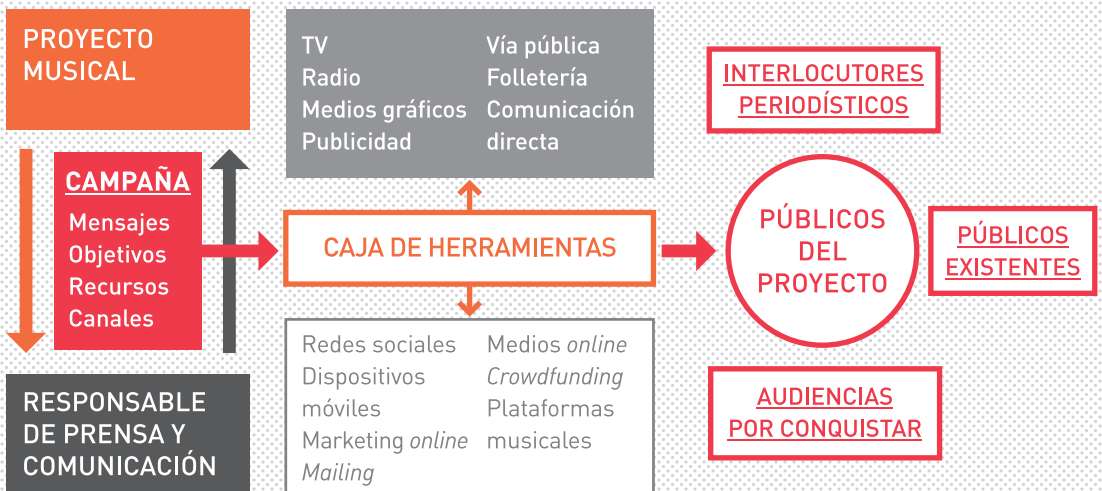 PROYECTO
MUSICAL
CAMPAÑA
Mensajes
Objetivos
Recursos
Canales
RESPONSABLE
DE PRENSA Y
COMUNICACIÓN
TV
Radio
Medios gráficos
Publicidad
Vía pública
Folletería
Comunicación
directa
CAJA DE HERRAMIENTAS
Redes sociales
Dispositivos
móviles
Marketing online
Mailing
Medios online
Crowdfunding
Plataformas
musicales
INTERLOCUTORES
PERIODÍSTICOS
PÚBLICOS
DEL
PROYECTO
PÚBLICOS
EXISTENTES
AUDIENCIAS
POR CONQUISTAR